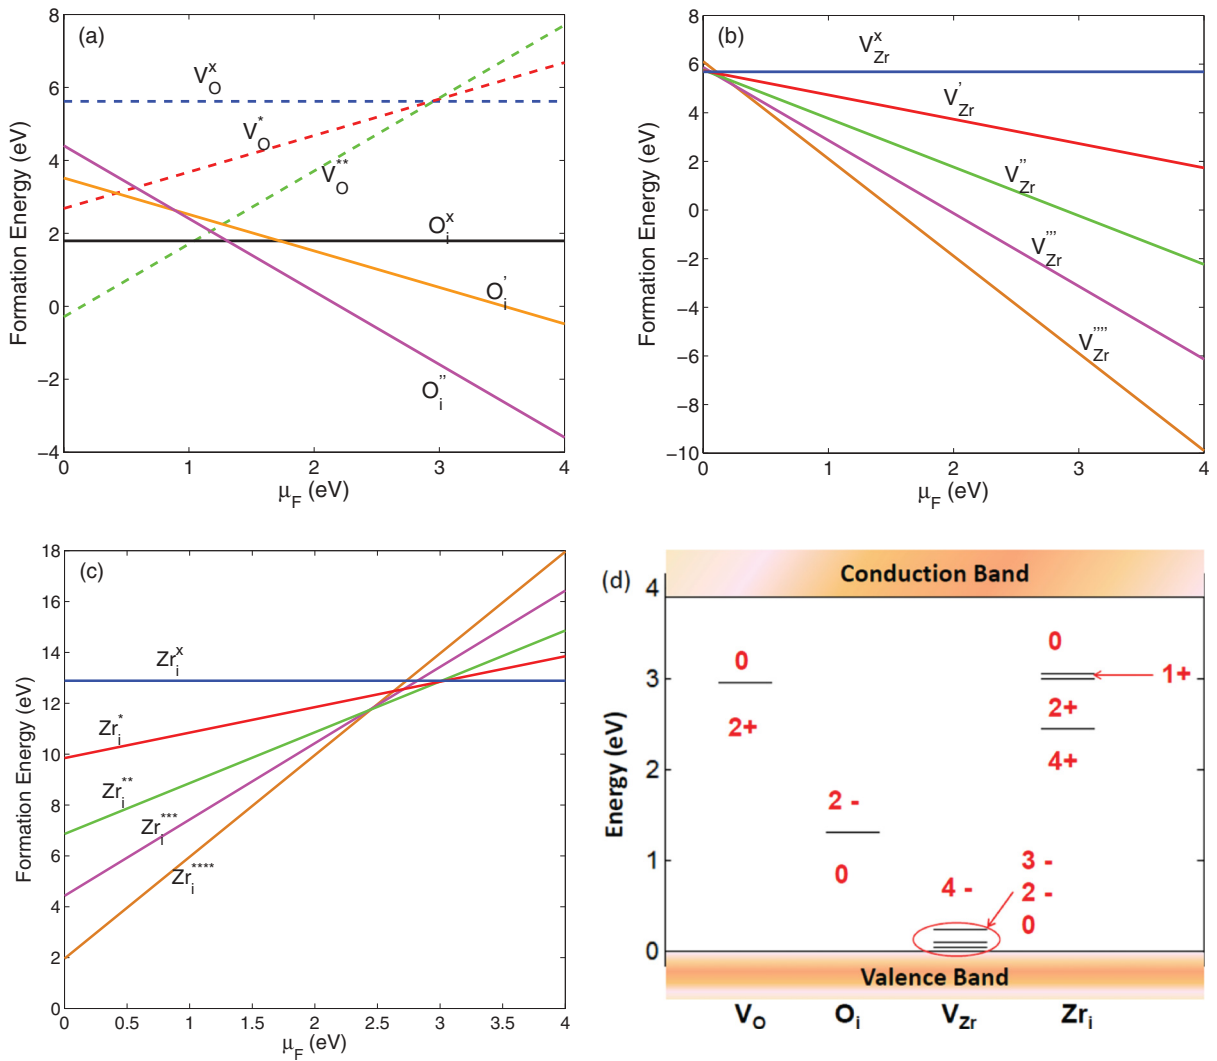 (a)
8
6
4
2
0
−2
−4
Formation Energy (eV)
V_O^x
V_O^*
V_O^**
O_i^x
O_i^'
O_i^''
0 1 2 3 4
μ_F (eV)
(b)
8
6
4
2
0
−2
−4
−6
−8
−10
Formation Energy (eV)
V_Zr^x
V_Zr^'
V_Zr^''
V_Zr^'''
V_Zr^''''
0 1 2 3 4
μ_F (eV)
(c)
18
16
14
12
10
8
6
4
2
0
Formation Energy (eV)
Zr_i^x
Zr_i^*
Zr_i^**
Zr_i^***
Zr_i^****
0 0.5 1 1.5 2 2.5 3 3.5 4
μ_F (eV)
(d)
Conduction Band
4
3
2
1
0
Energy (eV)
0
2+
2 -
0
4 -
3 -
2 -
0
0
1+
2+
4+
Valence Band
V_O O_i V_Zr Zr_i